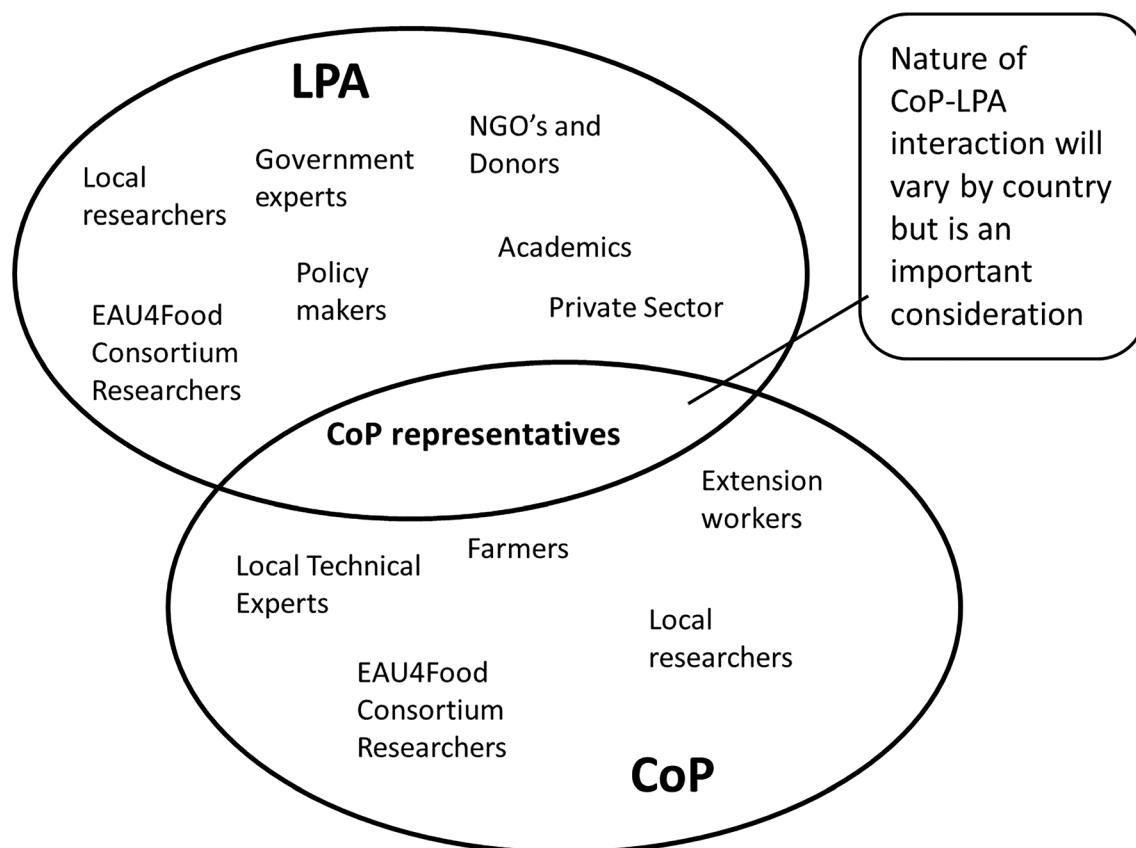 LPA
NGO's and
Donors
Government
experts
Local
researchers
Academics
Policy
makers
Private Sector
EAU4Food
Consortium
Researchers
Nature of
CoP-LPA
interaction will
vary by country
but is an
important
consideration
CoP representatives
Extension
workers
Farmers
Local Technical
Experts
Local
researchers
EAU4Food
Consortium
Researchers
CoP